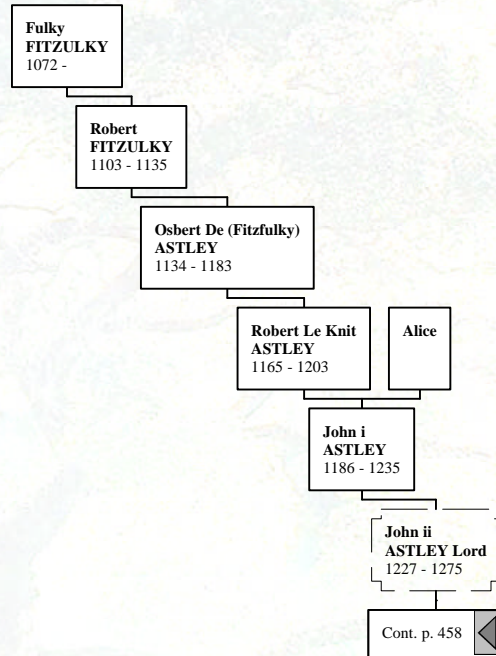 Fulky
FITZULKY
1072 -
Robert
FITZULKY
1103 - 1135
Osbert De (Fitzfulky)
ASTLEY
1134 - 1183
Robert Le Knit
ASTLEY
1165 - 1203
Alice
John i
ASTLEY
1186 - 1235
John ii
ASTLEY Lord
1227 - 1275
Cont. p. 458